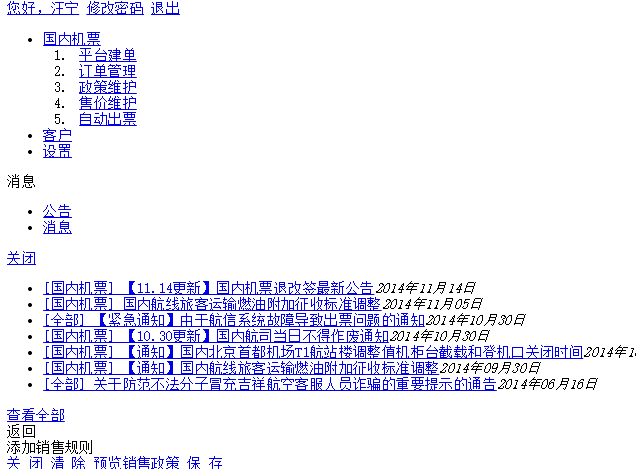 您好，汪宁 修改密码 退出
国内机票
1. 平台建单
2. 订单管理
3. 政策维护
4. 售价维护
5. 自动出票
客户
设置
消息
公告
消息
关闭
[国内机票] 【11.14更新】国内机票退改签最新公告2014年11月14日
[国内机票] 国内航线旅客运输燃油附加征收标准调整2014年11月05日
[全部] 【紧急通知】由于航信系统故障导致出票问题的通知2014年10月30日
[国内机票] 【10.30更新】国内航司当日不得作废通知2014年10月30日
[国内机票] 【通知】国内北京首都机场T1航站楼调整值机柜台截载和登机口关闭时间2014年1
[国内机票] 【通知】国内航线旅客运输燃油附加征收标准调整2014年09月30日
[全部] 关于防范不法分子冒充吉祥航空客服人员诈骗的重要提示的通告2014年06月16日
查看全部
返回
添加销售规则
关 闭 清 除 预览销售政策 保 存